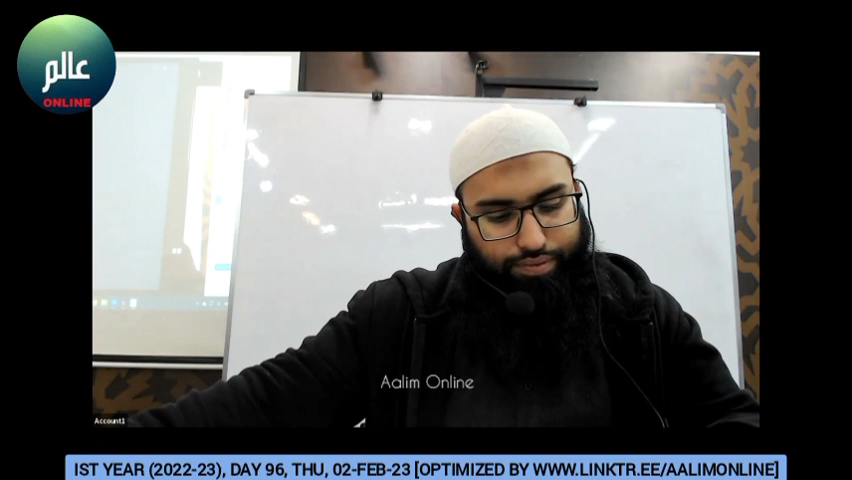 عالم
ONLINE
Aalim Online
Account1
IST YEAR (2022-23), DAY 96, THU, 02-FEB-23 [OPTIMIZED BY WWW.LINKTR.EE/AALIMONLINE]